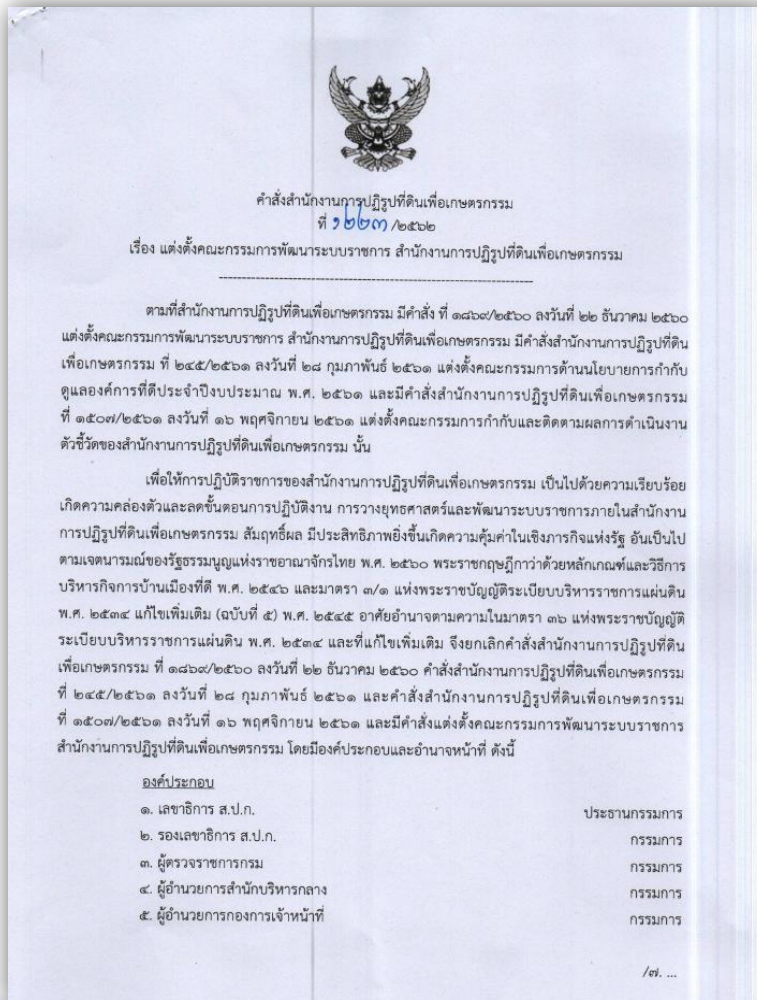 คำสั่งสำนักงานการปฏิรูปที่ดินเพื่อเกษตรกรรม
ที่ ๑๒๒๓ /๒๕๖๒
เรื่อง แต่งตั้งคณะกรรมการพัฒนาระบบราชการ สำนักงานการปฏิรูปที่ดินเพื่อเกษตรกรรม
ตามที่สำนักงานการปฏิรูปที่ดินเพื่อเกษตรกรรม มีคำสั่ง ที่ ๑๘๖๙/๒๕๖๐ ลงวันที่ ๒๒ ธันวาคม ๒๕๖๐
แต่งตั้งคณะกรรมการพัฒนาระบบราชการ สำนักงานการปฏิรูปที่ดินเพื่อเกษตรกรรม มีคำสั่งสำนักงานการปฏิรูปที่ดิน
เพื่อเกษตรกรรม ที่ ๒๔๕/๒๕๖๑ ลงวันที่ ๒๘ กุมภาพันธ์ ๒๕๖๑ แต่งตั้งคณะกรรมการด้านนโยบายการกำกับ
ดูแลองค์การที่ดีประจำปีงบประมาณ พ.ศ. ๒๕๖๑ และมีคำสั่งสำนักงานการปฏิรูปที่ดินเพื่อเกษตรกรรม
ที่ ๑๕๐๗/๒๕๖๑ ลงวันที่ ๑๖ พฤศจิกายน ๒๕๖๑ แต่งตั้งคณะกรรมการกำกับและติดตามผลการดำเนินงาน
ตัวชี้วัดของสำนักงานการปฏิรูปที่ดินเพื่อเกษตรกรรม นั้น
เพื่อให้การปฏิบัติราชการของสำนักงานการปฏิรูปที่ดินเพื่อเกษตรกรรม เป็นไปด้วยความเรียบร้อย
เกิดความคล่องตัวและลดขั้นตอนการปฏิบัติงาน การวางยุทธศาสตร์และพัฒนาระบบราชการภายในสำนักงาน
การปฏิรูปที่ดินเพื่อเกษตรกรรม สัมฤทธิ์ผล มีประสิทธิภาพยิ่งขึ้นเกิดความคุ้มค่าในเชิงภารกิจแห่งรัฐ อันเป็นไป
ตามเจตนารมณ์ของรัฐธรรมนูญแห่งราชอาณาจักรไทย พ.ศ. ๒๕๖๐ พระราชกฤษฎีกาว่าด้วยหลักเกณฑ์และวิธีการ
บริหารกิจการบ้านเมืองที่ดี พ.ศ. ๒๕๔๖ และมาตรา ๓/๑ แห่งพระราชบัญญัติระเบียบบริหารราชการแผ่นดิน
พ.ศ. ๒๕๓๔ แก้ไขเพิ่มเติม (ฉบับที่ ๕) พ.ศ. ๒๕๔๕ อาศัยอำนาจตามความในมาตรา ๓๖ แห่งพระราชบัญญัติ
ระเบียบบริหารราชการแผ่นดิน พ.ศ. ๒๕๓๔ และที่แก้ไขเพิ่มเติม จึงยกเลิกคำสั่งสำนักงานการปฏิรูปที่ดิน
เพื่อเกษตรกรรม ที่ ๑๘๖๙/๒๕๖๐ ลงวันที่ ๒๒ ธันวาคม ๒๕๖๐ คำสั่งสำนักงานการปฏิรูปที่ดินเพื่อเกษตรกรรม
ที่ ๒๔๕/๒๕๖๑ ลงวันที่ ๒๘ กุมภาพันธ์ ๒๕๖๑ และคำสั่งสำนักงานการปฏิรูปที่ดินเพื่อเกษตรกรรม
ที่ ๑๕๐๗/๒๕๖๑ ลงวันที่ ๑๖ พฤศจิกายน ๒๕๖๑ และมีคำสั่งแต่งตั้งคณะกรรมการพัฒนาระบบราชการ
สำนักงานการปฏิรูปที่ดินเพื่อเกษตรกรรม โดยมีองค์ประกอบและอำนาจหน้าที่ ดังนี้
องค์ประกอบ
๑. เลขาธิการ ส.ป.ก. ประธานกรรมการ
๒. รองเลขาธิการ ส.ป.ก. กรรมการ
๓. ผู้ตรวจราชการกรม กรรมการ
๔. ผู้อำนวยการสำนักบริหารกลาง กรรมการ
๕. ผู้อำนวยการกองการเจ้าหน้าที่ กรรมการ
/๗. ...